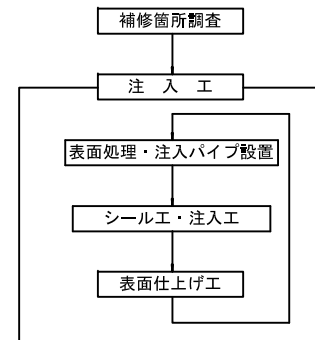 補修箇所調査
注　入　工
表面処理・注入パイプ設置
シール工・注入工
表面仕上げ工